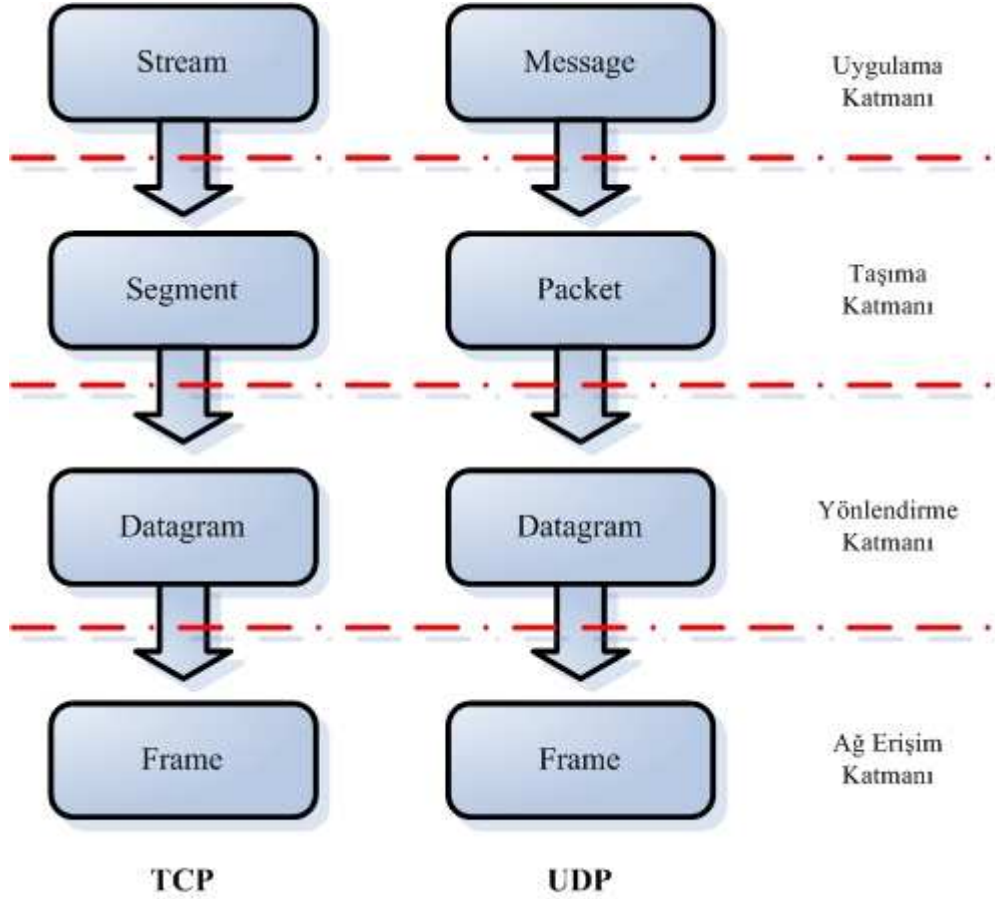 Stream
Message
Uygulama
Katmanı
Segment
Packet
Taşıma
Katmanı
Datagram
Datagram
Yönlendirme
Katmanı
Frame
Frame
Ağ Erişim
Katmanı
TCP
UDP